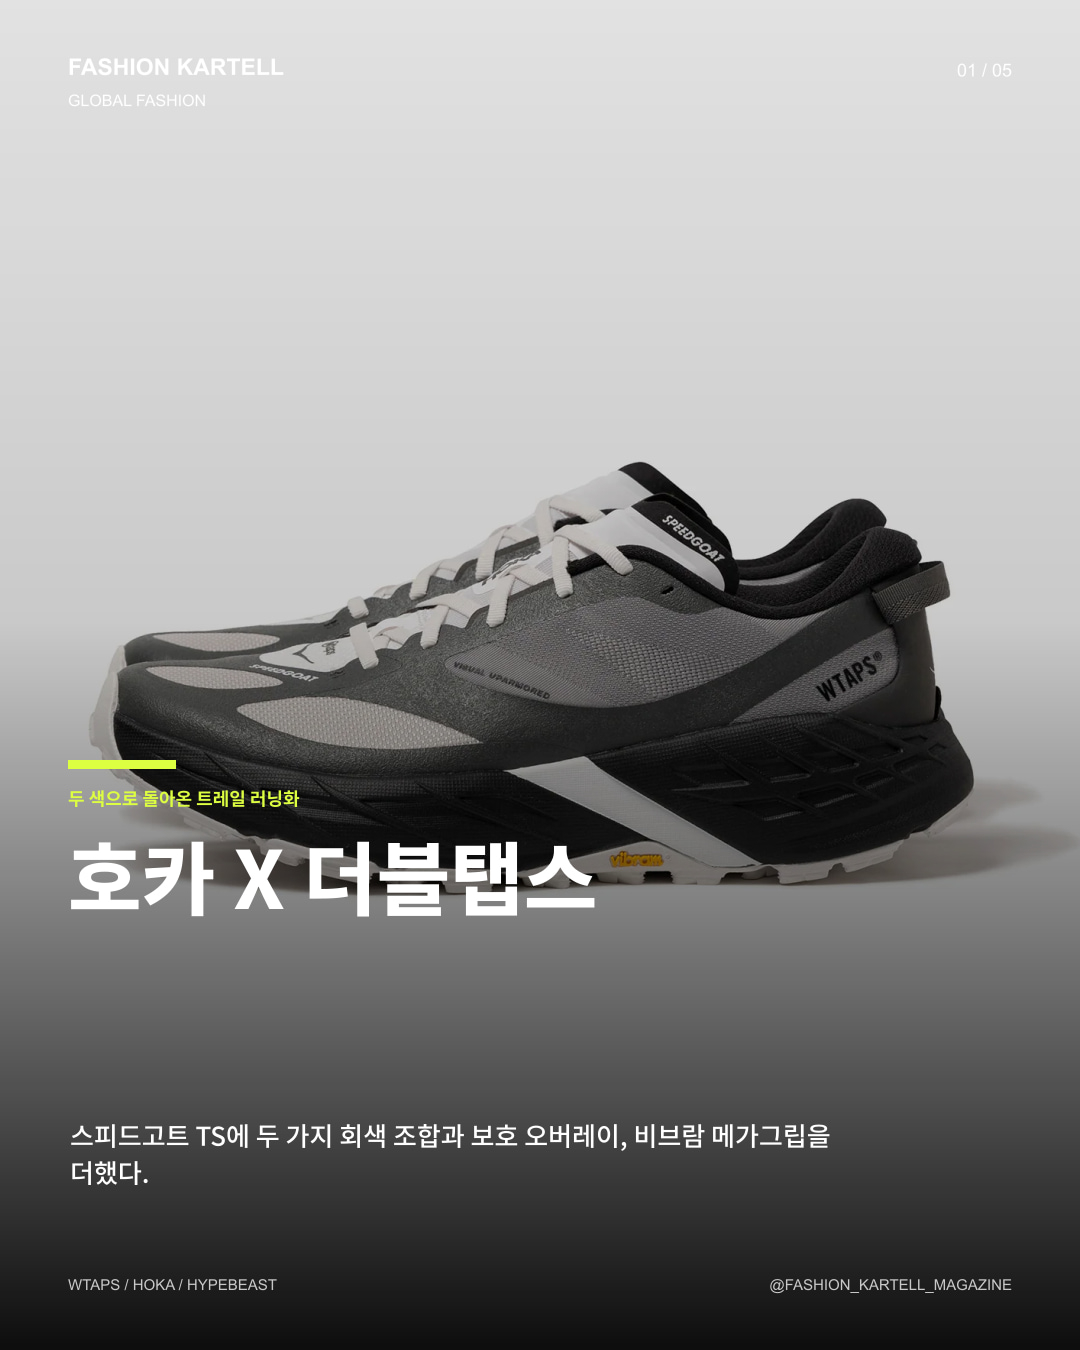 FASHION KARTELL
GLOBAL FASHION
01 / 05
SPEEDGOAT
SPEEDGOAT
VISUAL UPARMORED
WTAPS®
두 색으로 돌아온 트레일 러닝화
vibram
호카 X 더블탭스
스피드고트 TS에 두 가지 회색 조합과 보호 오버레이, 비브람 메가그립을
더했다.
WTAPS / HOKA / HYPEBEAST
@FASHION_KARTELL_MAGAZINE